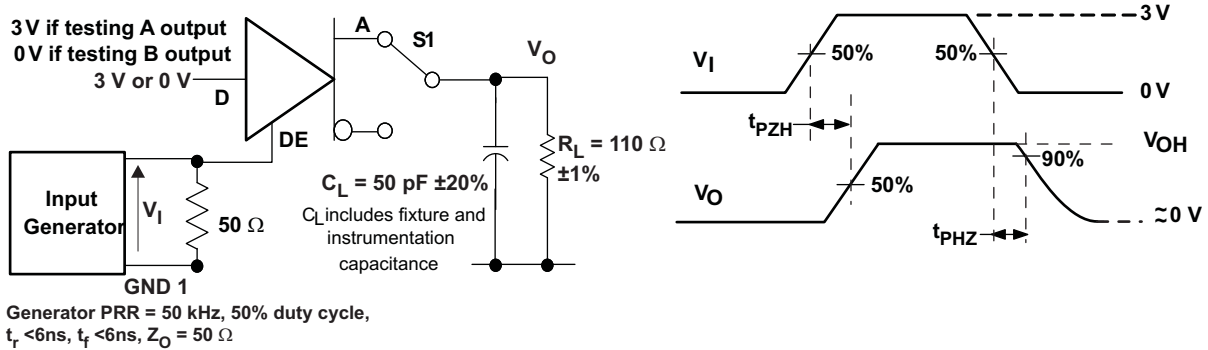 3 V if testing A output
0 V if testing B output
3 V or 0 V
D
A
S1
V_O
DE
Input
Generator
V_I
50 Ω
GND 1
C_L = 50 pF ±20%
C_L includes fixture and
instrumentation
capacitance
R_L = 110 Ω
±1%
Generator PRR = 50 kHz, 50% duty cycle,
t_r <6ns, t_f <6ns, Z_O = 50 Ω
V_I
50%
50%
3 V
0 V
t_PZH
V_OH
90%
50%
V_O
≈0 V
t_PHZ